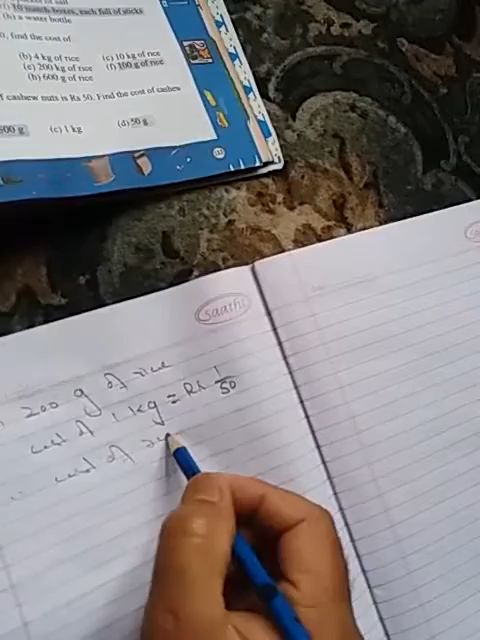 10 match boxes, each full of sticks
(h) a water bottle
find the cost of
(b) 4 kg of rice (c) 10 kg of rice
(e) 200 kg of rice (f) 100 g of rice
(h) 600 g of rice
cashew nuts is Rs 50. Find the cost of cashew
500 g (c) 1 kg (d) 50 g
saathi
200 g of rice
cost of 1 kg = Rs 1/50
cost of